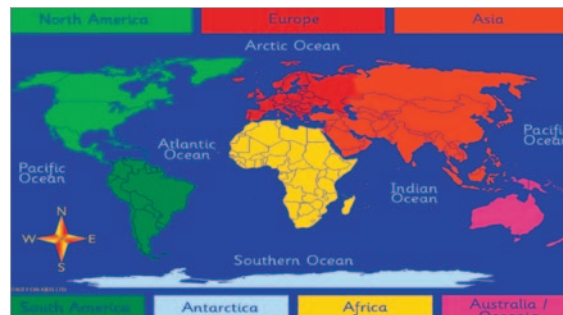 North America
Europe
Asia
Arctic Ocean
Atlantic
Ocean
Pacific
Ocean
Pacific
Ocean
Indian
Ocean
N
W E
S
Southern Ocean
South America
Antarctica
Africa
Australia /